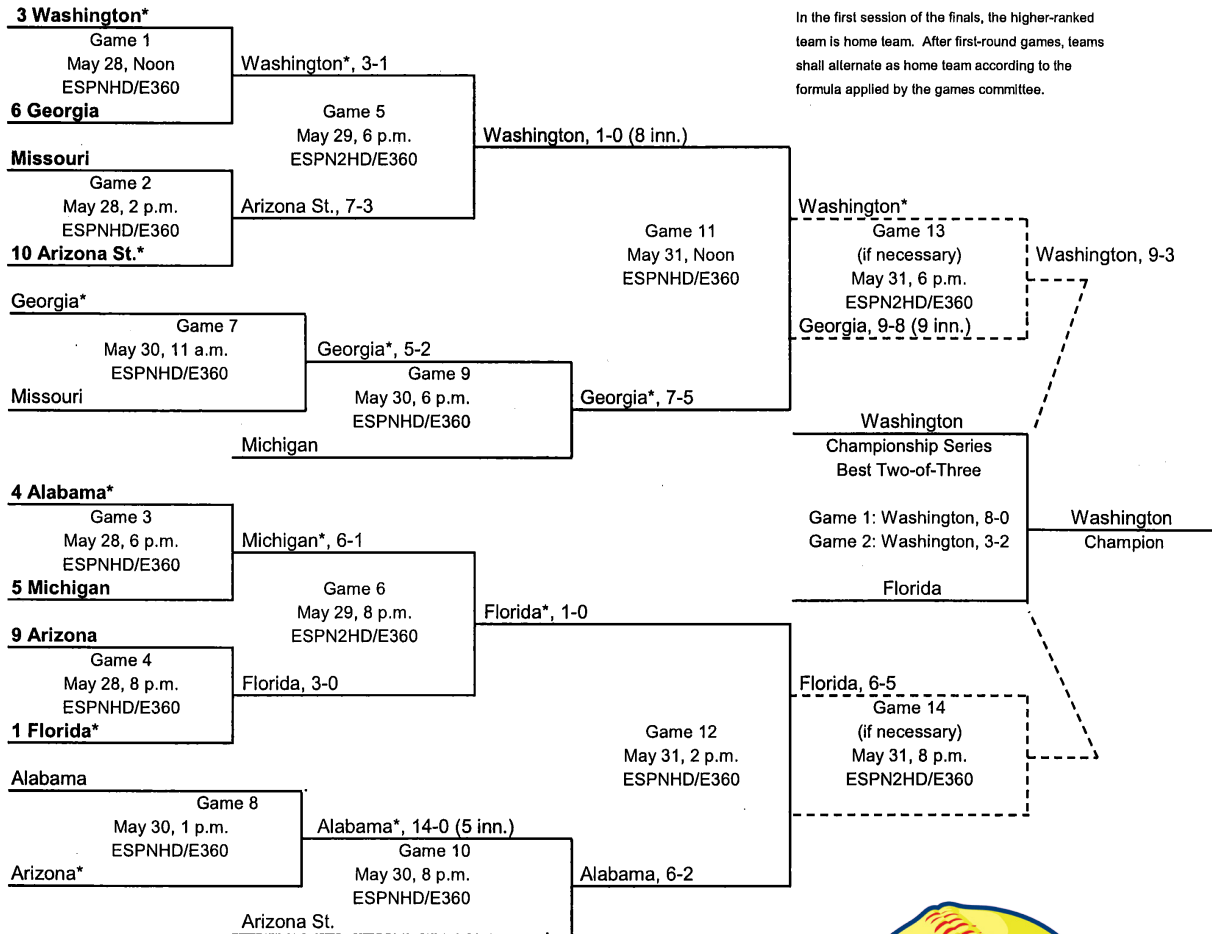 3 Washington*
Game 1
May 28, Noon
ESPNHD/E360
6 Georgia
Washington*, 3-1
Game 5
May 29, 6 p.m.
ESPN2HD/E360
Missouri
Game 2
May 28, 2 p.m.
ESPNHD/E360
10 Arizona St.*
Arizona St., 7-3
Washington, 1-0 (8 inn.)
In the first session of the finals, the higher-ranked
team is home team. After first-round games, teams
shall alternate as home team according to the
formula applied by the games committee.
Game 11
May 31, Noon
ESPNHD/E360
Washington*
Game 13
(if necessary)
May 31, 6 p.m.
ESPN2HD/E360
Georgia, 9-8 (9 inn.)
Washington, 9-3
Georgia*
Game 7
May 30, 11 a.m.
ESPNHD/E360
Missouri
Georgia*, 5-2
Game 9
May 30, 6 p.m.
ESPNHD/E360
Michigan
Georgia*, 7-5
Washington
Championship Series
Best Two-of-Three
Game 1: Washington, 8-0
Game 2: Washington, 3-2
Florida
Washington
Champion
4 Alabama*
Game 3
May 28, 6 p.m.
ESPNHD/E360
5 Michigan
Michigan*, 6-1
Game 6
May 29, 8 p.m.
ESPN2HD/E360
9 Arizona
Game 4
May 28, 8 p.m.
ESPNHD/E360
1 Florida*
Florida, 3-0
Florida*, 1-0
Game 12
May 31, 2 p.m.
ESPNHD/E360
Florida, 6-5
Game 14
(if necessary)
May 31, 8 p.m.
ESPN2HD/E360
Alabama
Game 8
May 30, 1 p.m.
ESPNHD/E360
Arizona*
Alabama*, 14-0 (5 inn.)
Game 10
May 30, 8 p.m.
ESPNHD/E360
Arizona St.
Alabama, 6-2